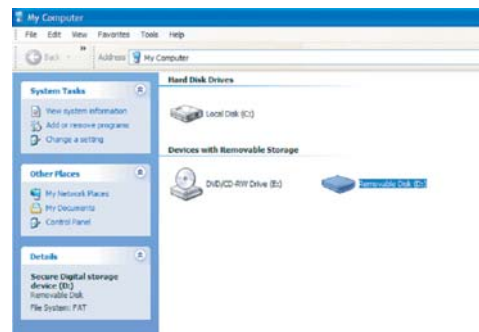 My Computer
File Edit View Favorites Tools Help
Back Address My Computer
System Tasks
View system information
Add or remove programs
Change a setting
Other Places
My Network Places
My Documents
Control Panel
Details
Secure Digital storage
device (D:)
Removable Disk
File System: FAT
Hard Disk Drives
Local Disk (C:)
Devices with Removable Storage
DVD/CD-RW Drive (E:)
Removable Disk (D:)